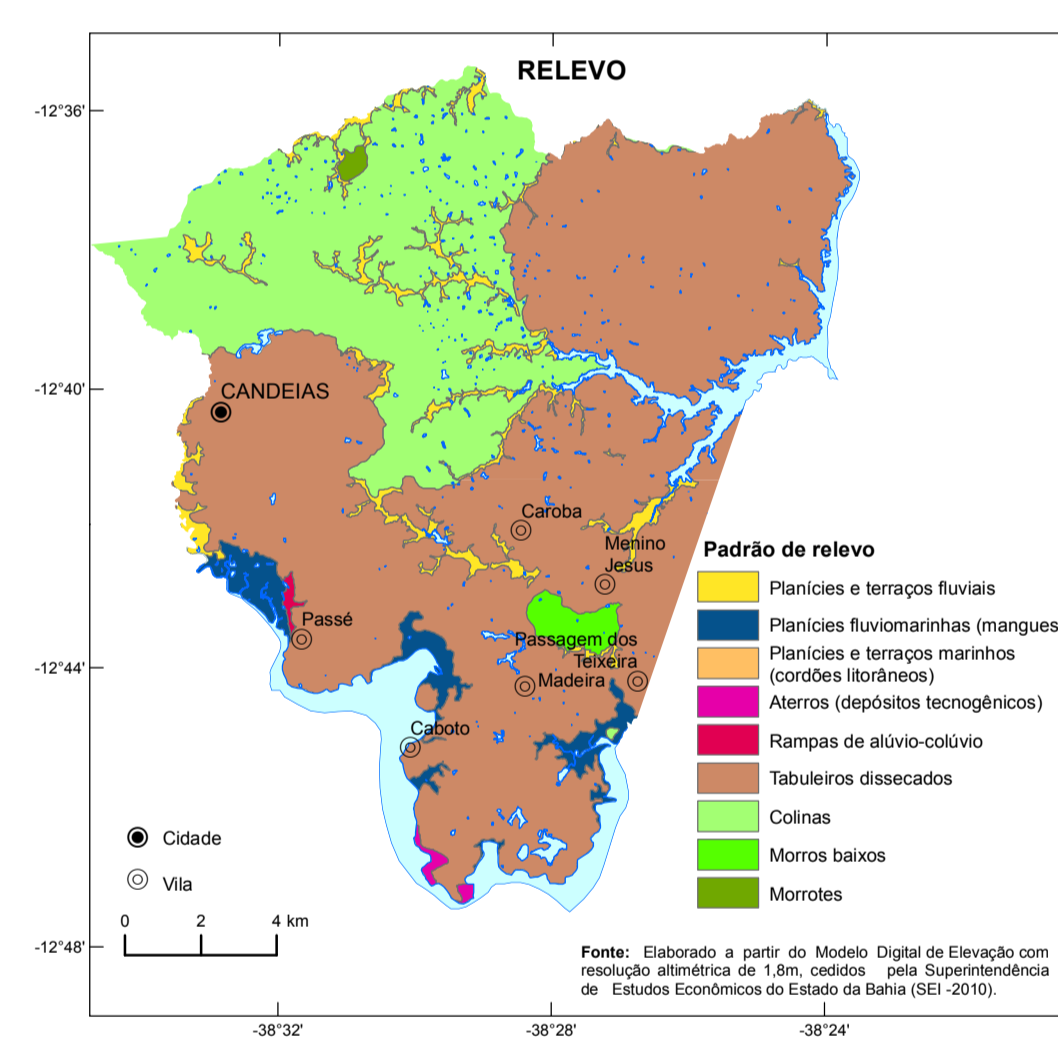 RELEVO
-12°36'
-12°40'
-12°44'
-12°48'
CANDEIAS
Caroba
Menino
Jesus
Passé
Passagem dos
Teixeira
Madeira
Caboto
Padrão de relevo
Planícies e terraços fluviais
Planícies fluviomarinhas (mangues
Planícies e terraços marinhos
(cordões litorâneos)
Aterros (depósitos tecnogênicos)
Rampas de alúvio-colúvio
Tabuleiros dissecados
Colinas
Morros baixos
Morrotes
Cidade
Vila
0 2 4 km
Fonte: Elaborado a partir do Modelo Digital de Elevação com
resolução altimétrica de 1,8m, cedidos pela Superintendência
de Estudos Econômicos do Estado da Bahia (SEI -2010).
-38°32' -38°28' -38°24'